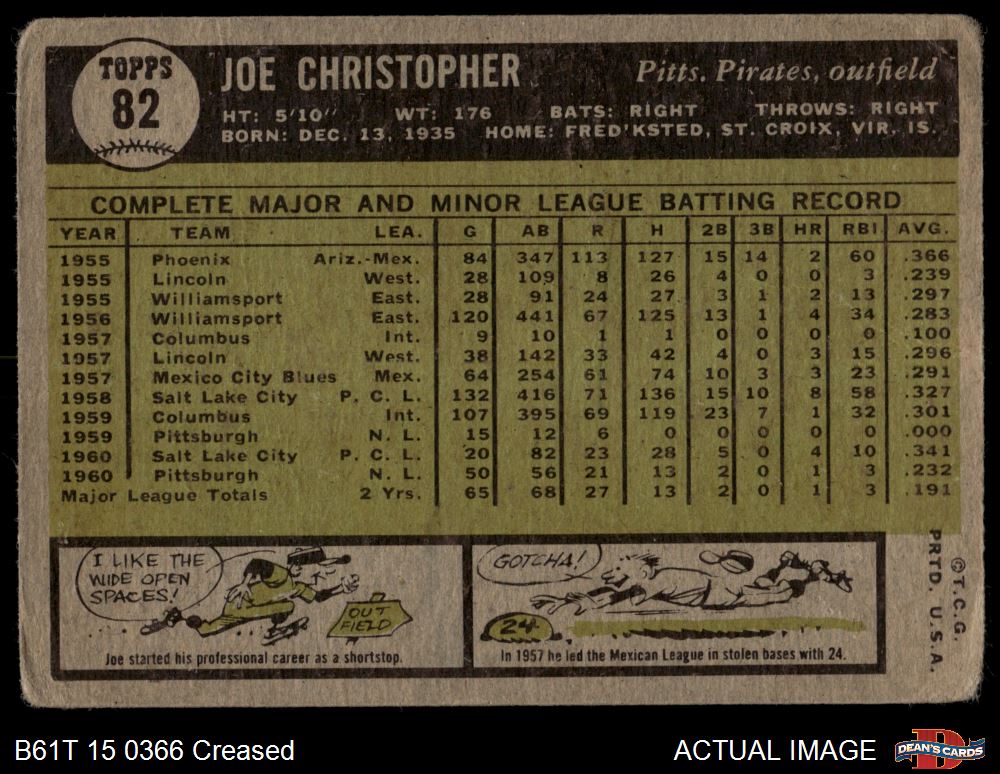 TOPPS
82
JOE CHRISTOPHER
Pitts. Pirates, outfield
HT: 5'10" WT: 176 BATS: RIGHT THROWS: RIGHT
BORN: DEC. 13, 1935 HOME: FRED'KSTED, ST. CROIX, VIR. IS.
COMPLETE MAJOR AND MINOR LEAGUE BATTING RECORD
YEAR TEAM LEA. G AB R H 2B 3B HR RBI AVG.
1955 Phoenix Ariz.-Mex. 84 347 113 127 15 14 2 60 .366
1955 Lincoln West. 28 109 8 26 4 0 0 3 .239
1955 Williamsport East. 28 91 24 27 3 1 2 13 .297
1956 Williamsport East. 120 441 67 125 13 1 4 34 .283
1957 Columbus Int. 9 10 1 1 0 0 0 0 .100
1957 Lincoln West. 38 142 33 42 4 0 3 15 .296
1957 Mexico City Blues Mex. 64 254 61 74 10 3 3 23 .291
1958 Salt Lake City P. C. L. 132 416 71 136 15 10 8 58 .327
1959 Columbus Int. 107 395 69 119 23 7 1 32 .301
1959 Pittsburgh N. L. 15 12 6 0 0 0 0 0 .000
1960 Salt Lake City P. C. L. 20 82 23 28 5 0 4 10 .341
1960 Pittsburgh N. L. 50 56 21 13 2 0 1 3 .232
Major League Totals 2 Yrs. 65 68 27 13 2 0 1 3 .191
I LIKE THE
WIDE OPEN
SPACES!
OUT
FIELD
Joe started his professional career as a shortstop.
GOTCHA!
24
In 1957 he led the Mexican League in stolen bases with 24.
©T.C.G.
PRTD. U.S.A.
B61T 15 0366 Creased
ACTUAL IMAGE
DEAN'S CARDS